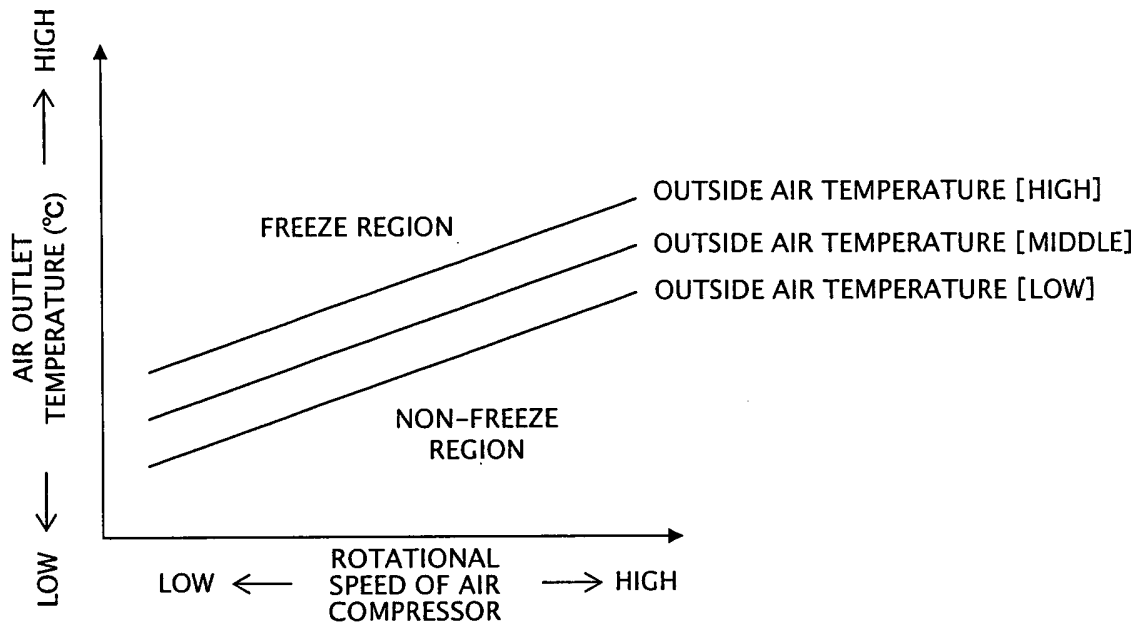 HIGH
AIR OUTLET
TEMPERATURE (℃)
LOW
FREEZE REGION
NON-FREEZE
REGION
OUTSIDE AIR TEMPERATURE [HIGH]
OUTSIDE AIR TEMPERATURE [MIDDLE]
OUTSIDE AIR TEMPERATURE [LOW]
LOW
ROTATIONAL
SPEED OF AIR
COMPRESSOR
HIGH